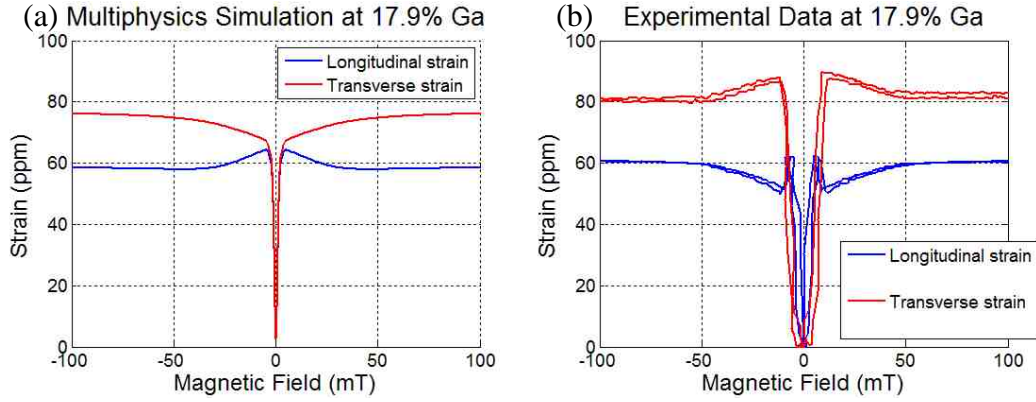 (a) Multiphysics Simulation at 17.9% Ga
100
80
60
40
20
0
Strain (ppm)
Longitudinal strain
Transverse strain
-100 -50 0 50 100
Magnetic Field (mT)
(b) Experimental Data at 17.9% Ga
100
80
60
40
20
0
Strain (ppm)
Longitudinal strain
Transverse strain
-100 -50 0 50 100
Magnetic Field (mT)